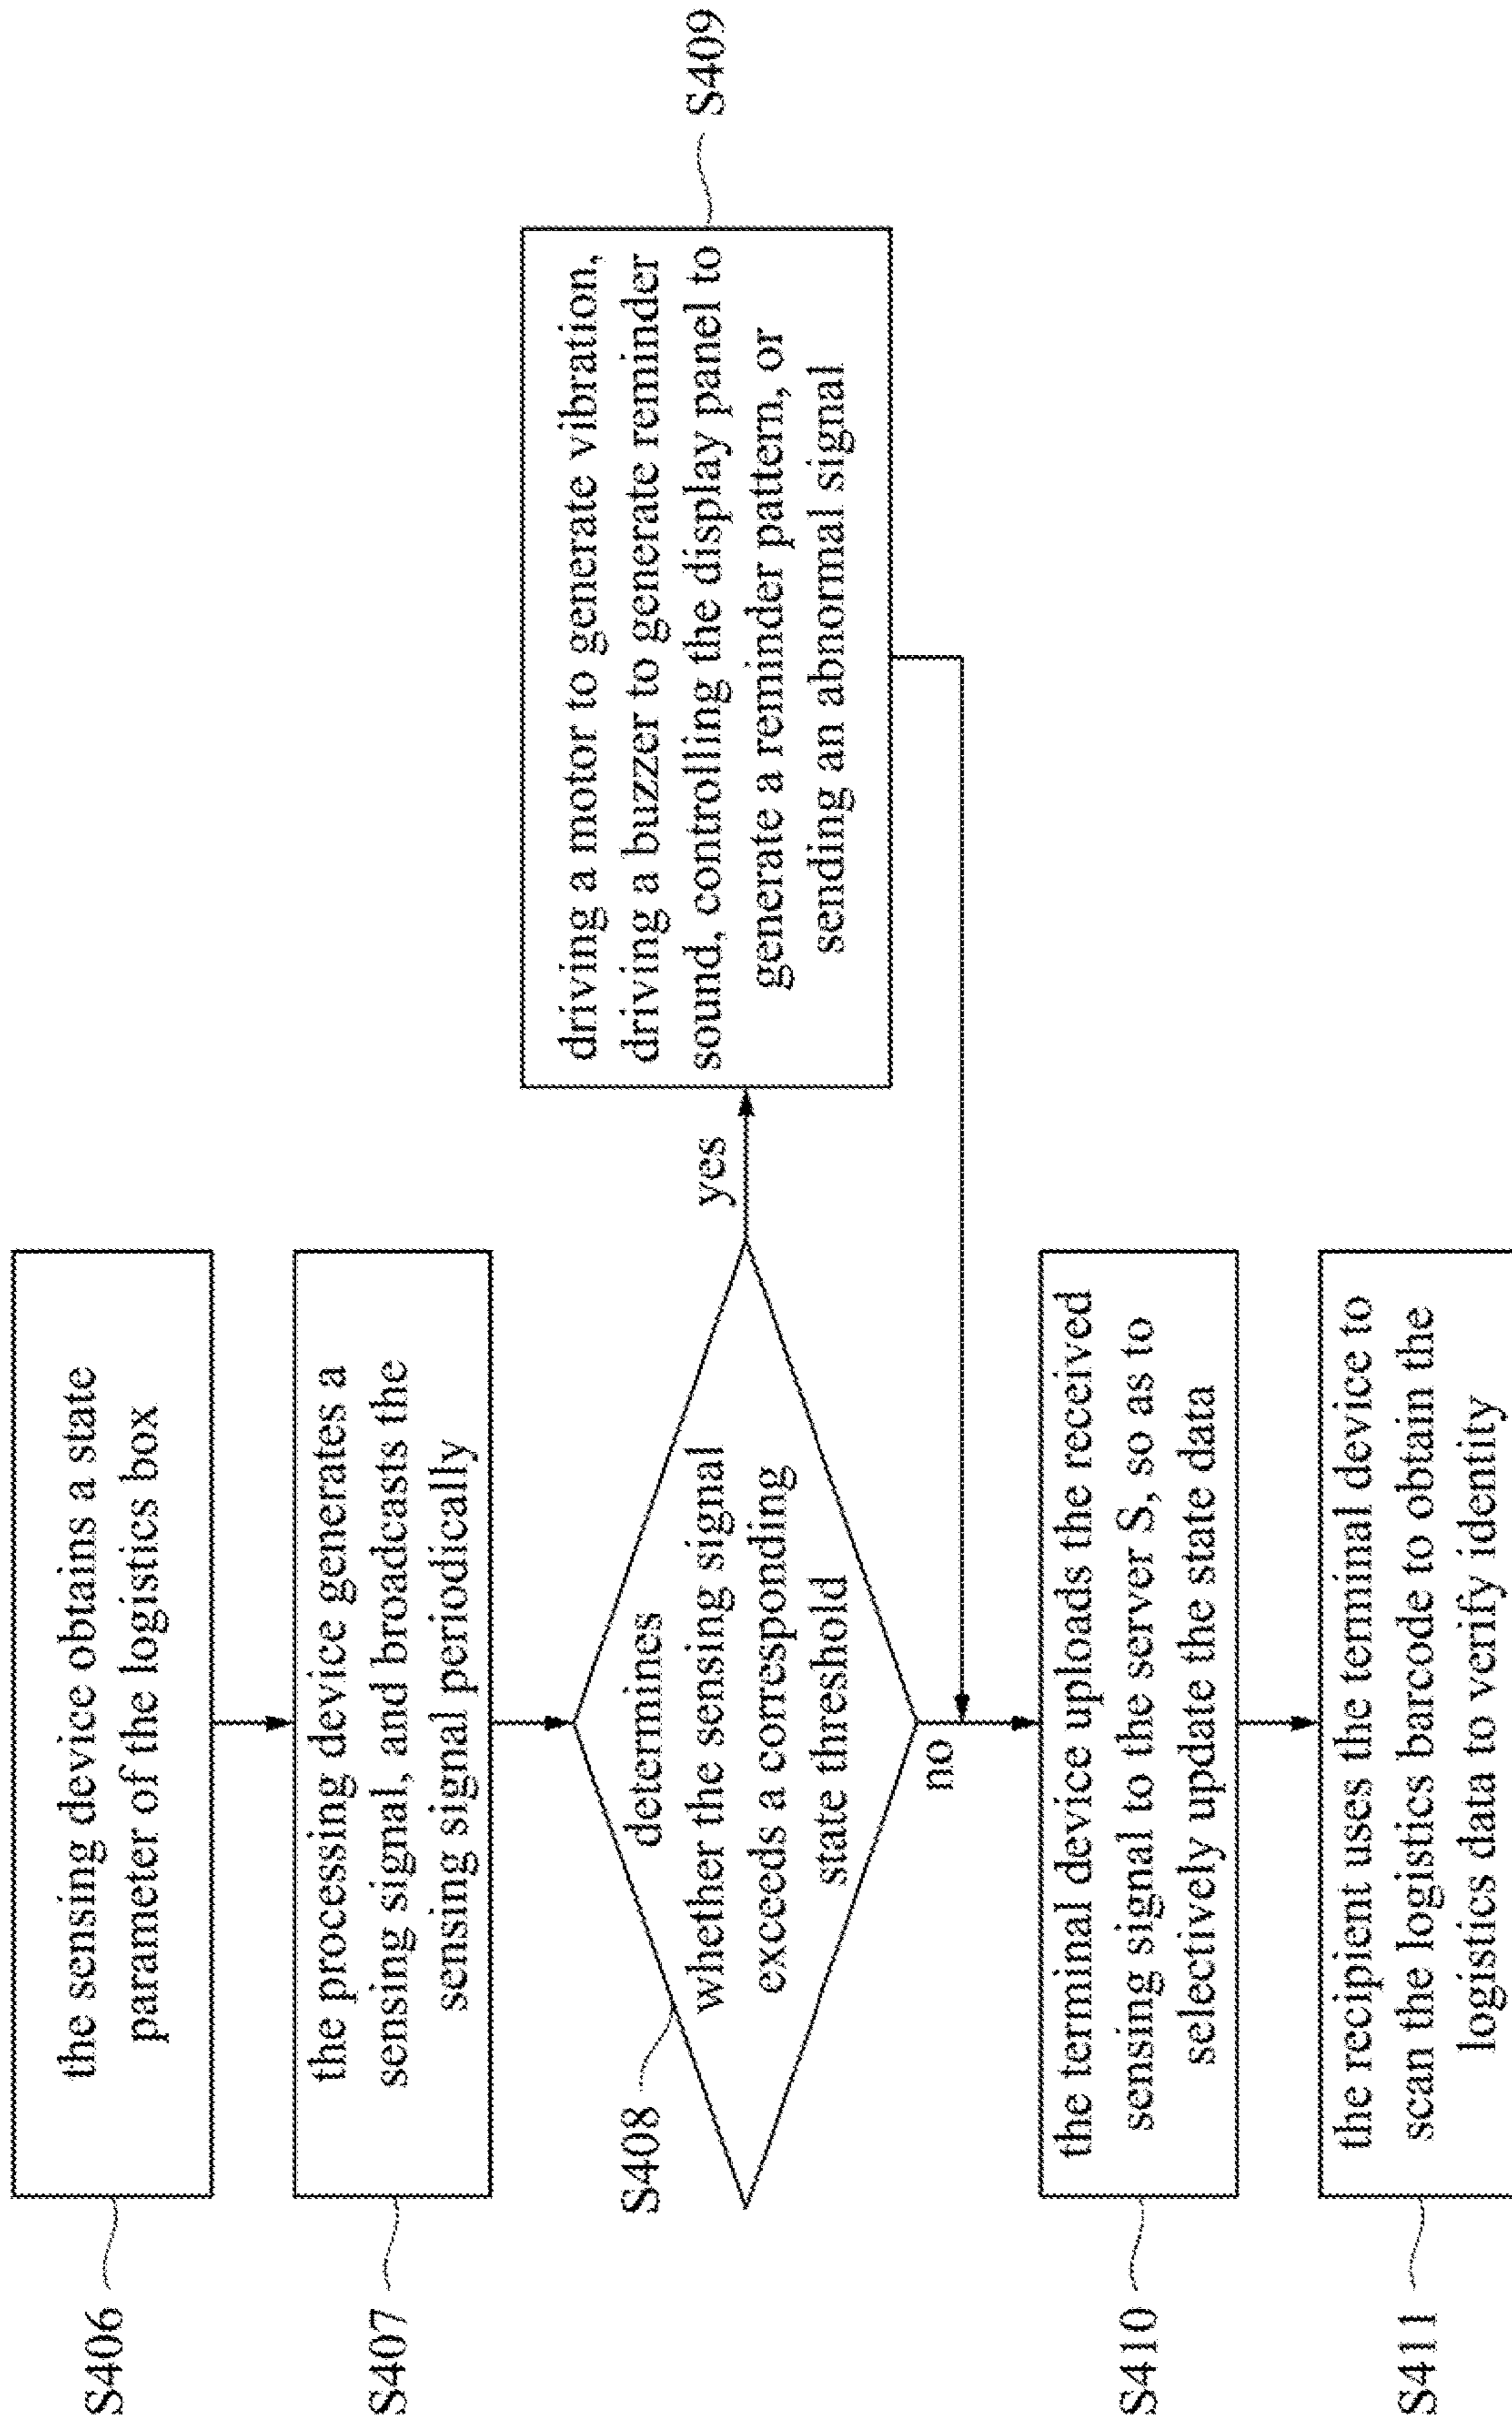 S406
the sensing device obtains a state
parameter of the logistics box
S407
the processing device generates a
sensing signal, and broadcasts the
sensing signal periodically
S408
determines
whether the sensing signal
exceeds a corresponding
state threshold
yes
no
driving a motor to generate vibration,
driving a buzzer to generate reminder
sound, controlling the display panel to
generate a reminder pattern, or
sending an abnormal signal
S409
S410
the terminal device uploads the received
sensing signal to the server S, so as to
selectively update the state data
S411
the recipient uses the terminal device to
scan the logistics barcode to obtain the
logistics data to verify identity